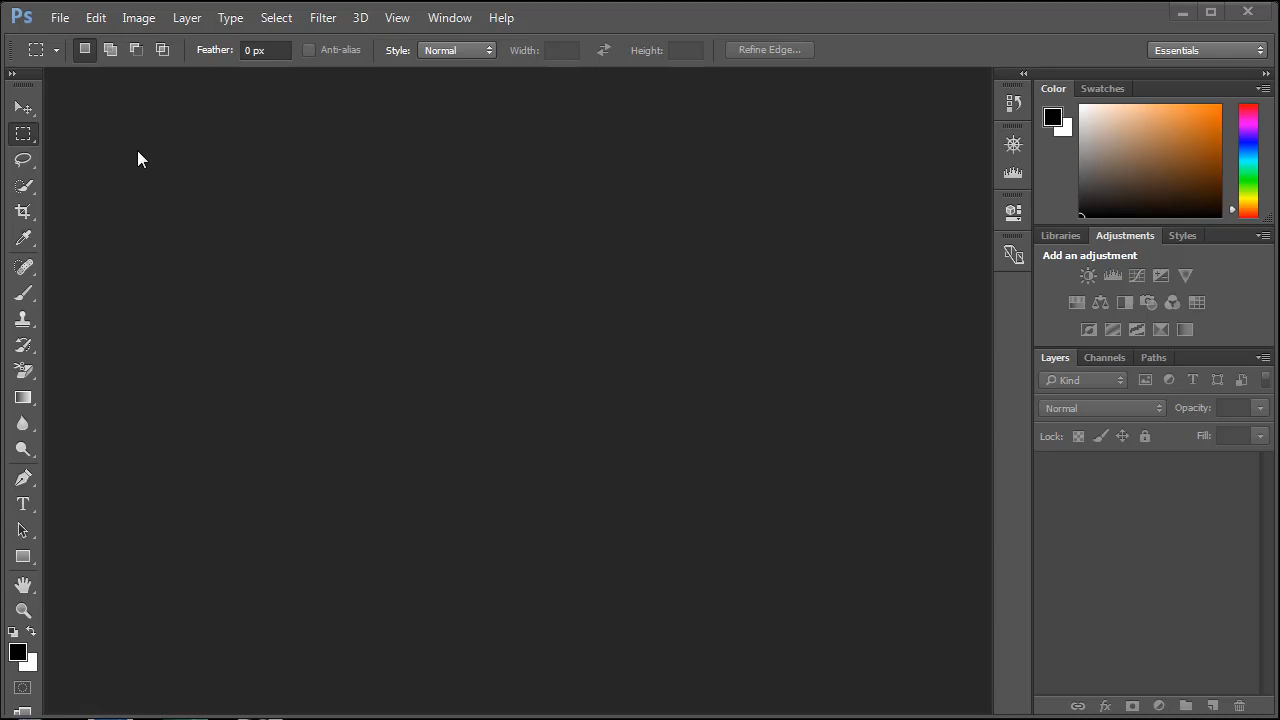 Ps File Edit Image Layer Type Select Filter 3D View Window Help
Feather: 0 px Anti-alias Style: Normal Width: Height: Refine Edge... Essentials
Color Swatches
Libraries Adjustments Styles
Add an adjustment
Layers Channels Paths
Kind T
Normal Opacity:
Lock: Fill:
T
fx